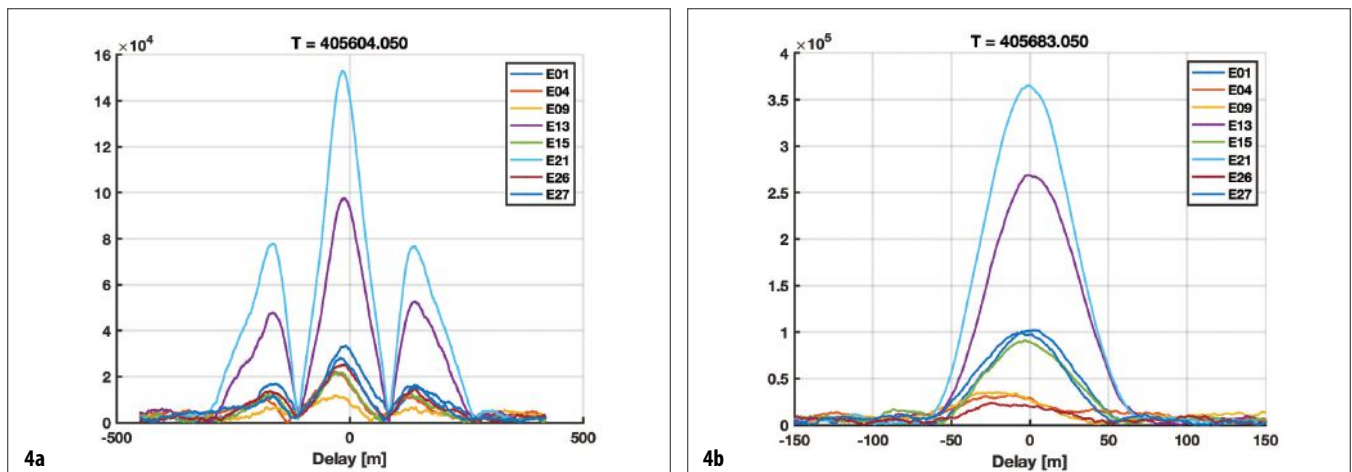 T = 405604.050
×10⁴
16
14
12
10
8
6
4
2
0
-500
0
500
Delay [m]
E01
E04
E09
E13
E15
E21
E26
E27
4a
T = 405683.050
×10⁵
4
3.5
3
2.5
2
1.5
1
0.5
0
-150
-100
-50
0
50
100
150
Delay [m]
E01
E04
E09
E13
E15
E21
E26
E27
4b